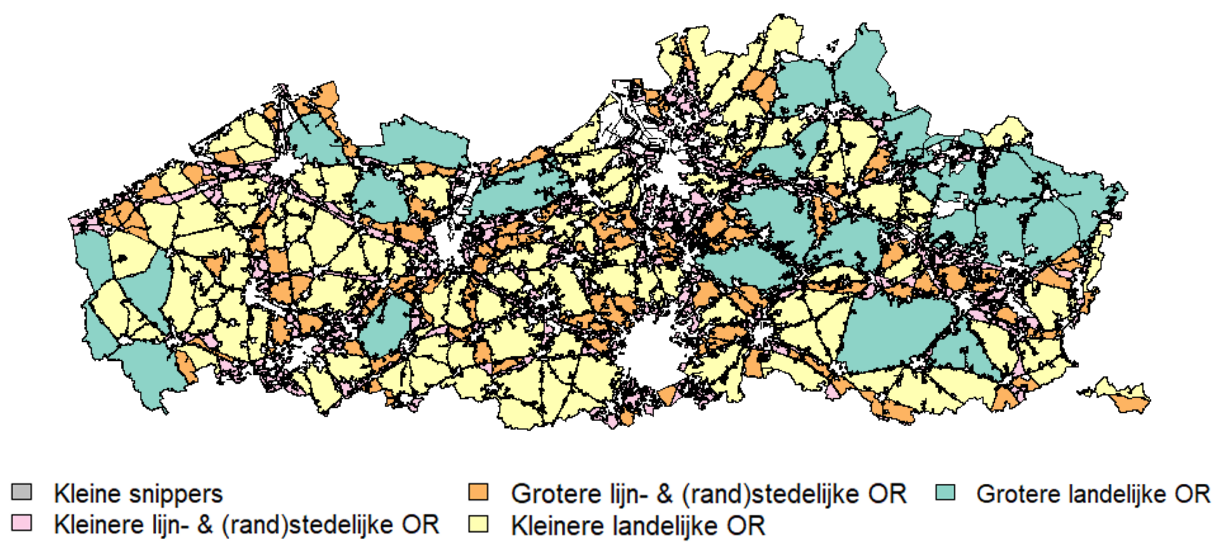 Kleine snippers
Kleinere lijn- & (rand)stedelijke OR
Grotere lijn- & (rand)stedelijke OR
Kleinere landelijke OR
Grotere landelijke OR